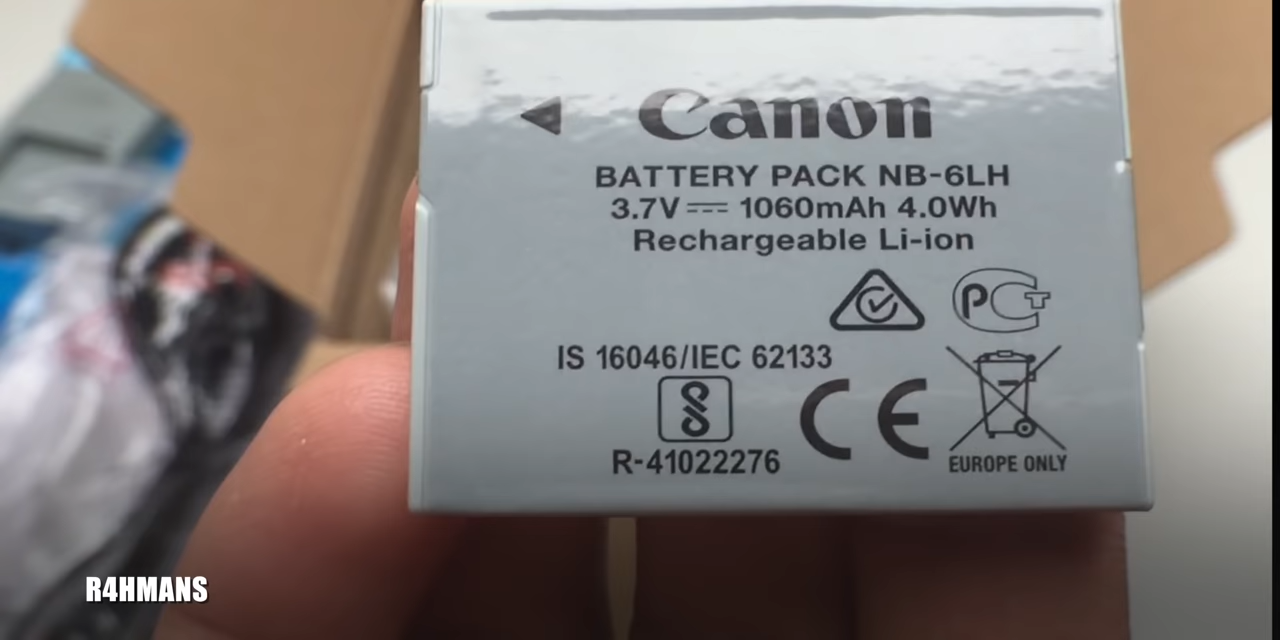 Canon
BATTERY PACK NB-6LH
3.7V⎓ 1060mAh 4.0Wh
Rechargeable Li-ion
PCT
IS 16046/IEC 62133
CE
R-41022276
EUROPE ONLY
R4HMANS